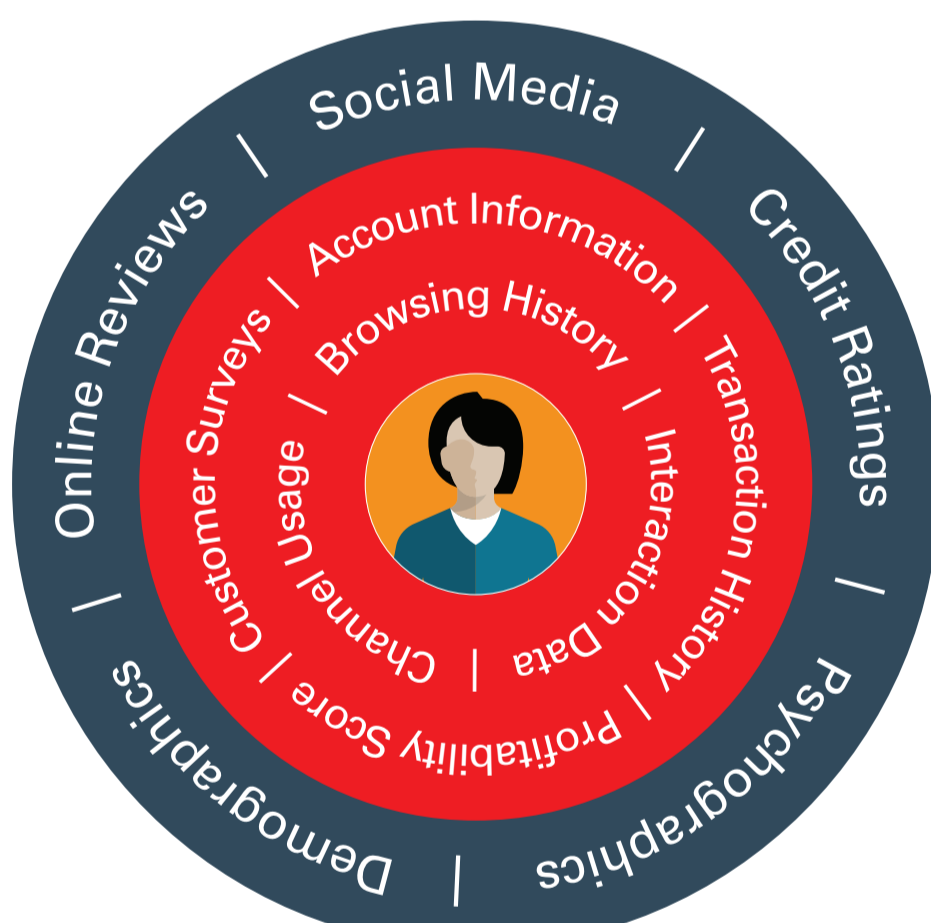 Social Media | Credit Ratings | Psychographics | Demographics | Online Reviews |
Account Information | Transaction History | Profitability Score | Customer Surveys |
Browsing History | Interaction Data | Channel Usage |